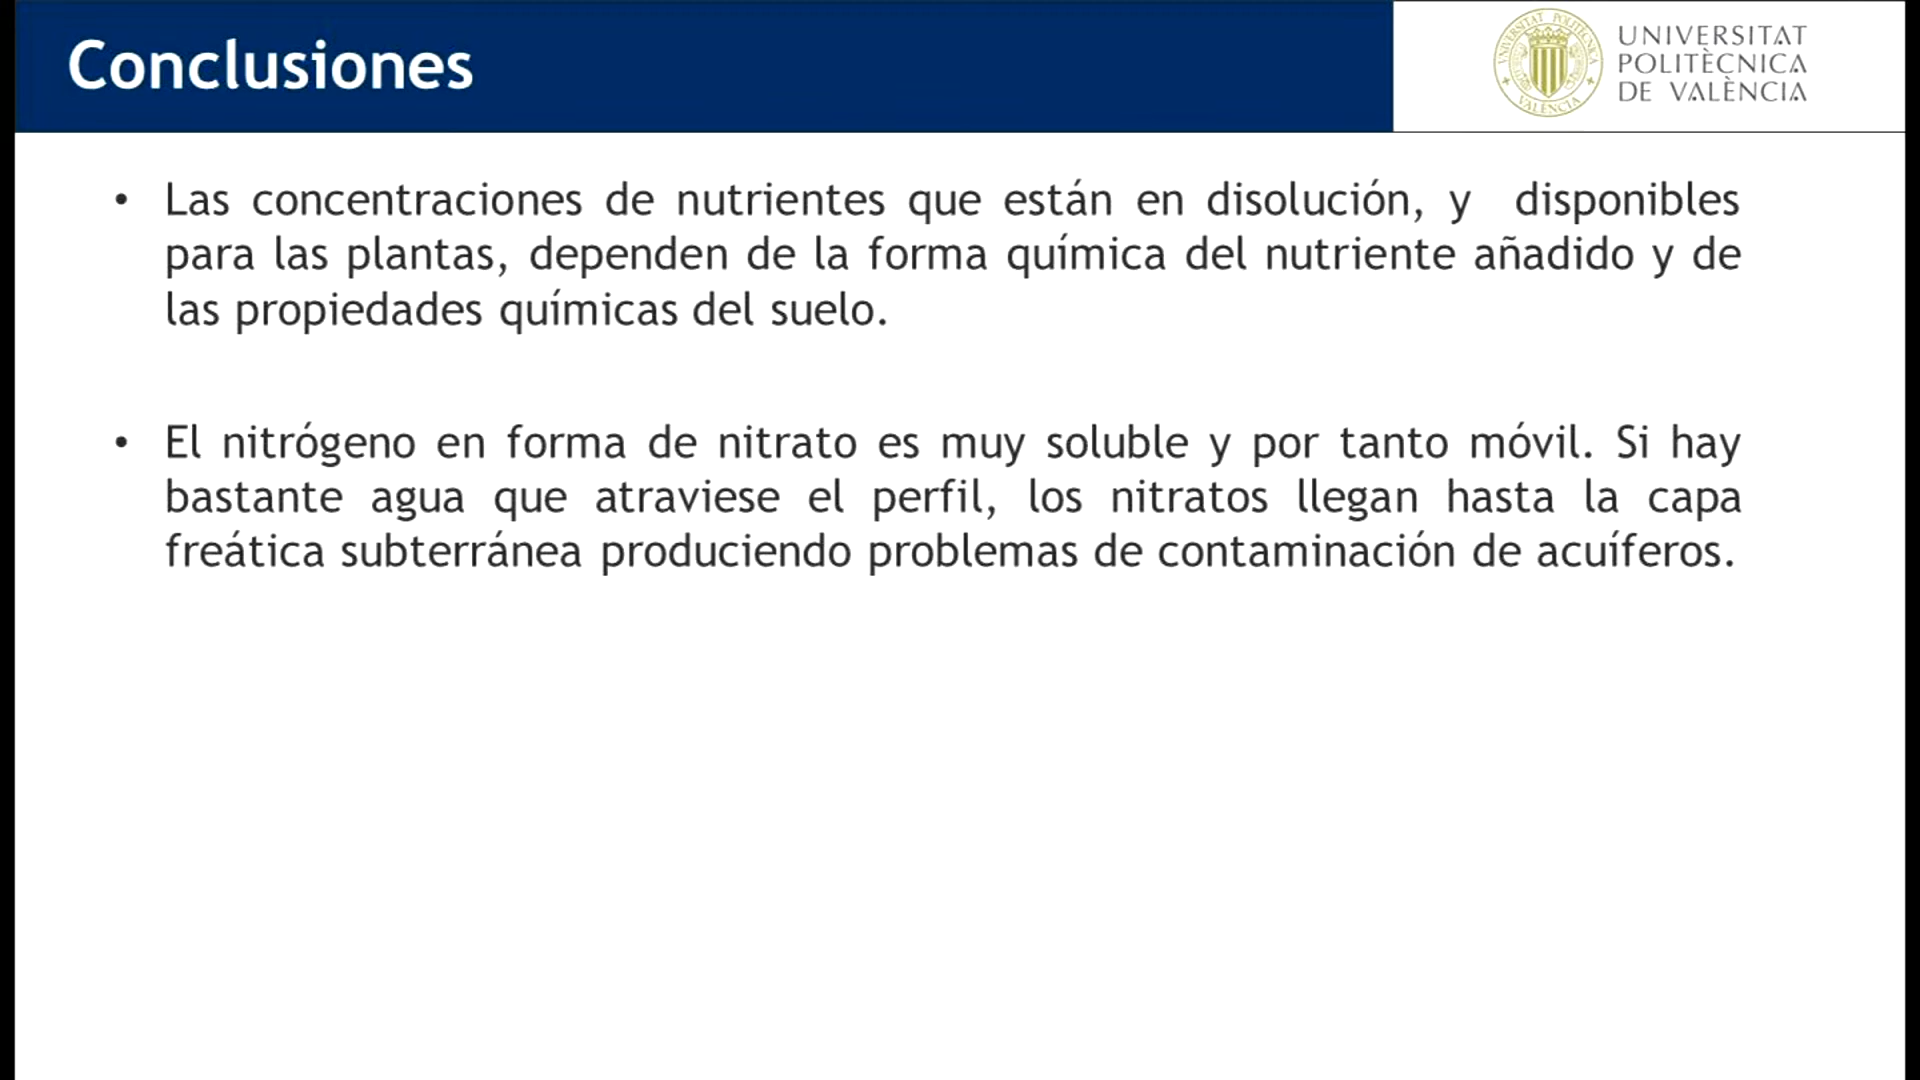 Conclusiones
UNIVERSITAT
POLITÈCNICA
DE VALÈNCIA
• Las concentraciones de nutrientes que están en disolución, y disponibles
para las plantas, dependen de la forma química del nutriente añadido y de
las propiedades químicas del suelo.
• El nitrógeno en forma de nitrato es muy soluble y por tanto móvil. Si hay
bastante agua que atraviese el perfil, los nitratos llegan hasta la capa
freática subterránea produciendo problemas de contaminación de acuíferos.